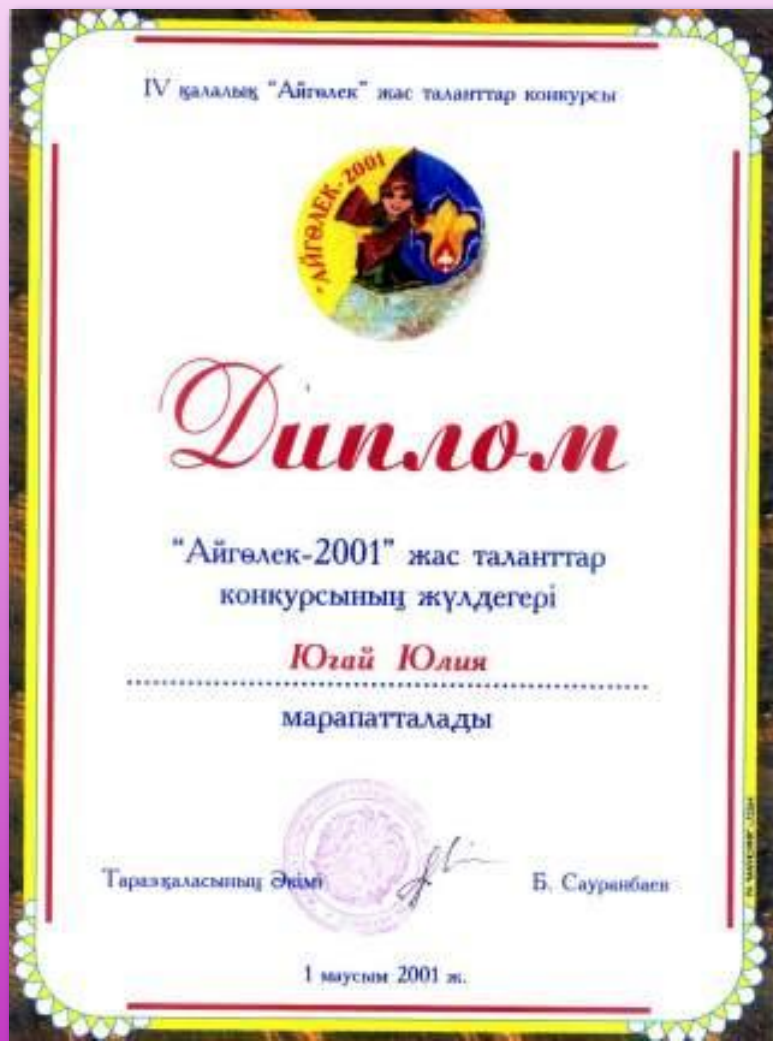 IV қалалық "Айгөлек" жас таланттар конкурсы
"АЙГӨЛЕК-2001
Диплом
"Айгөлек-2001" жас таланттар
конкурсының жүлдегері
Югай Юлия
марапатталады
Тараз қаласының Әкімі Б. Сауранбаев
1 маусым 2001 ж.